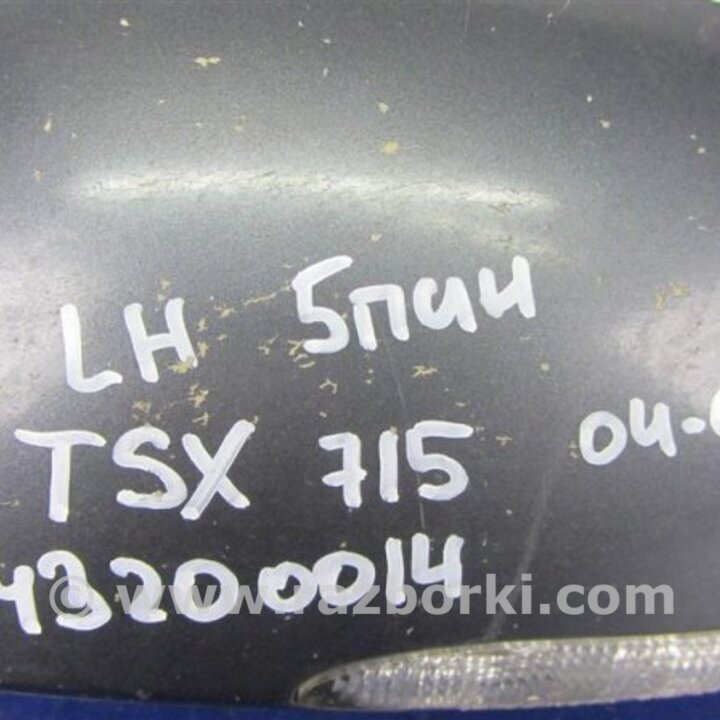 LH 5пин
TSX 715 04-
43200014
© www.razborki.com